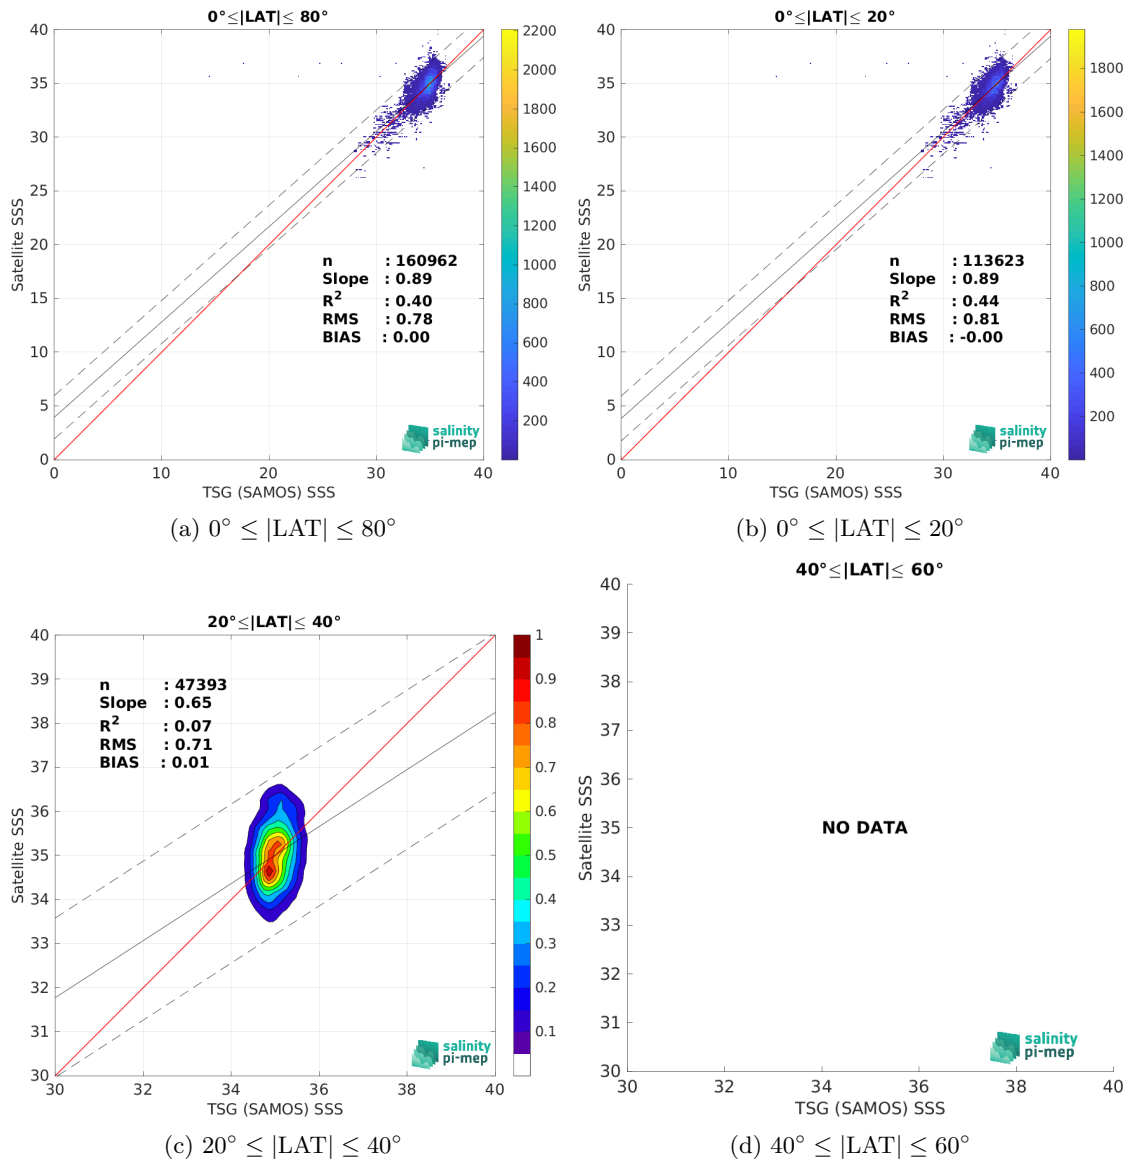 0°≤|LAT|≤ 80°
40
35
30
25
20
15
10
5
0
0
10
20
30
40
Satellite SSS
TSG (SAMOS) SSS
n : 160962
Slope : 0.89
R² : 0.40
RMS : 0.78
BIAS : 0.00
salinity
pi-mep
2200
2000
1800
1600
1400
1200
1000
800
600
400
200
(a) 0° ≤ |LAT| ≤ 80°
0°≤|LAT|≤ 20°
40
35
30
25
20
15
10
5
0
0
10
20
30
40
Satellite SSS
TSG (SAMOS) SSS
n : 113623
Slope : 0.89
R² : 0.44
RMS : 0.81
BIAS : -0.00
salinity
pi-mep
1800
1600
1400
1200
1000
800
600
400
200
(b) 0° ≤ |LAT| ≤ 20°
20°≤|LAT|≤ 40°
40
39
38
37
36
35
34
33
32
31
30
30
32
34
36
38
40
Satellite SSS
TSG (SAMOS) SSS
n : 47393
Slope : 0.65
R² : 0.07
RMS : 0.71
BIAS : 0.01
salinity
pi-mep
1
0.9
0.8
0.7
0.6
0.5
0.4
0.3
0.2
0.1
(c) 20° ≤ |LAT| ≤ 40°
40°≤|LAT|≤ 60°
40
39
38
37
36
35
34
33
32
31
30
30
32
34
36
38
40
Satellite SSS
TSG (SAMOS) SSS
NO DATA
salinity
pi-mep
(d) 40° ≤ |LAT| ≤ 60°